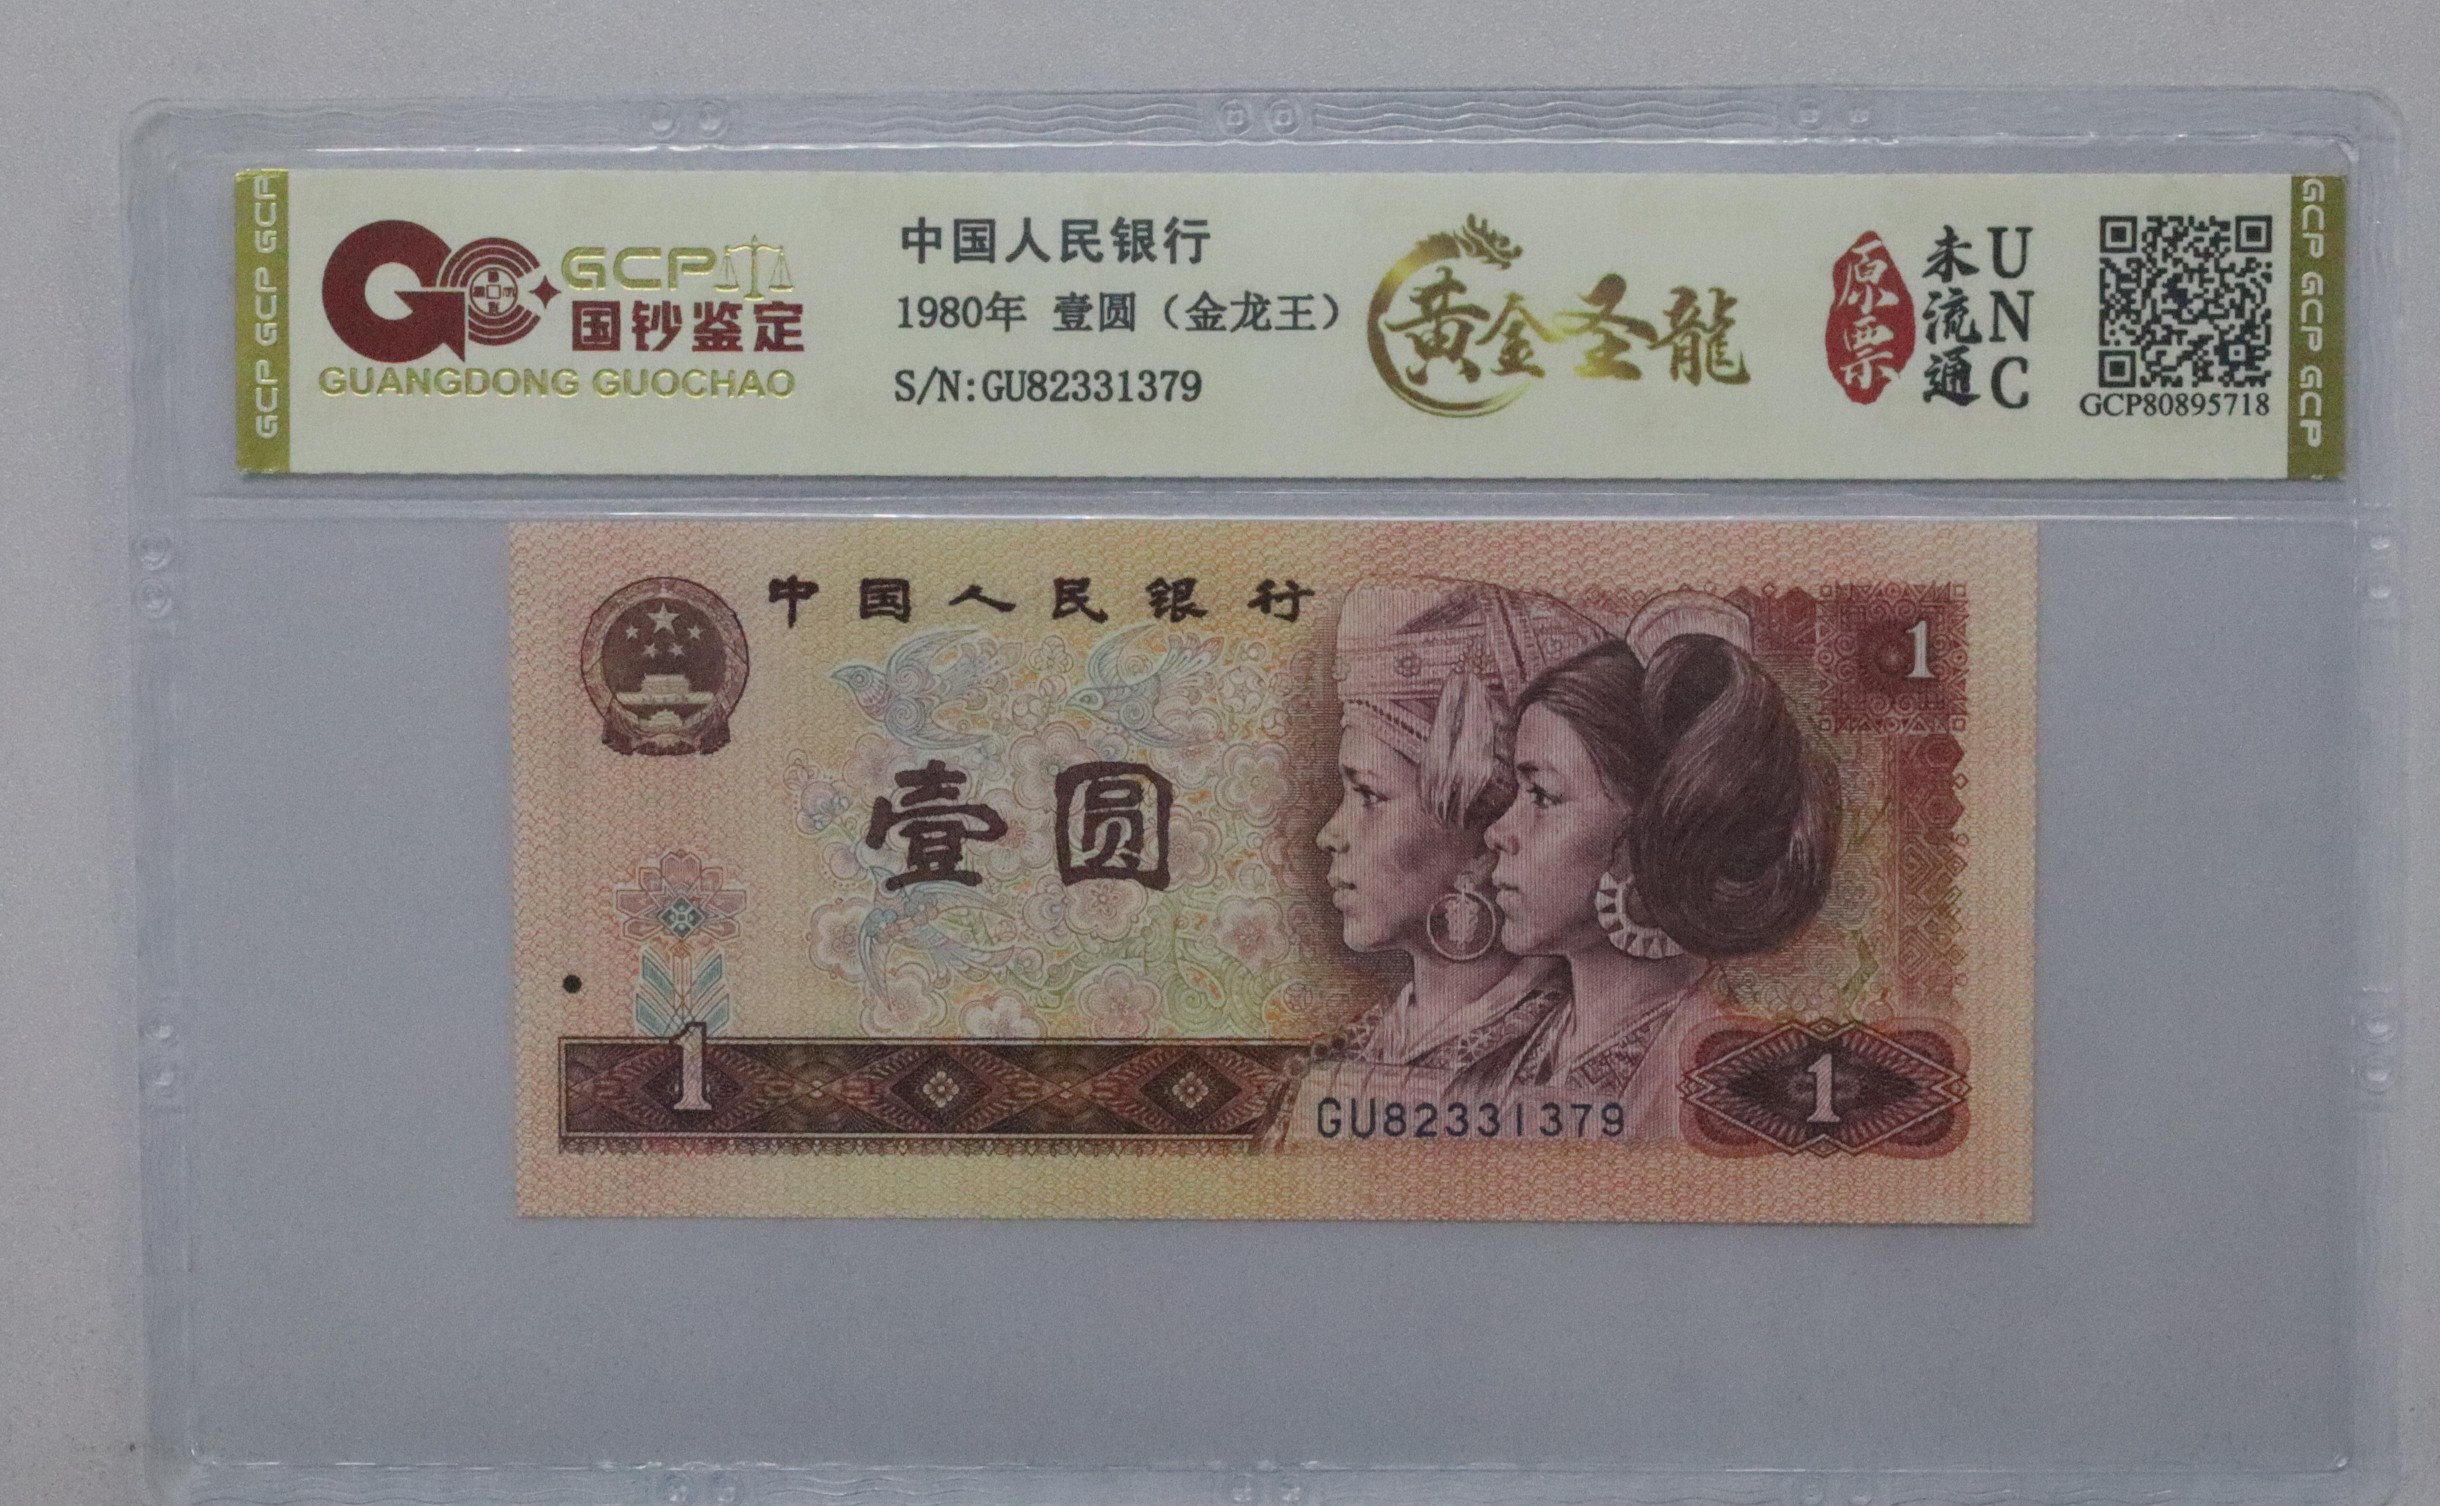 GCP GCP GCP
GCP
国钞鉴定
GUANGDONG GUOCHAO
中国人民银行
1980年 壹圆（金龙王）
S/N:GU82331379
黄金圣龍
原票
未流通
UNC
GCP80895718
GCP GCP GCP
中国人民银行
1
壹圆
1
1
GU82331379